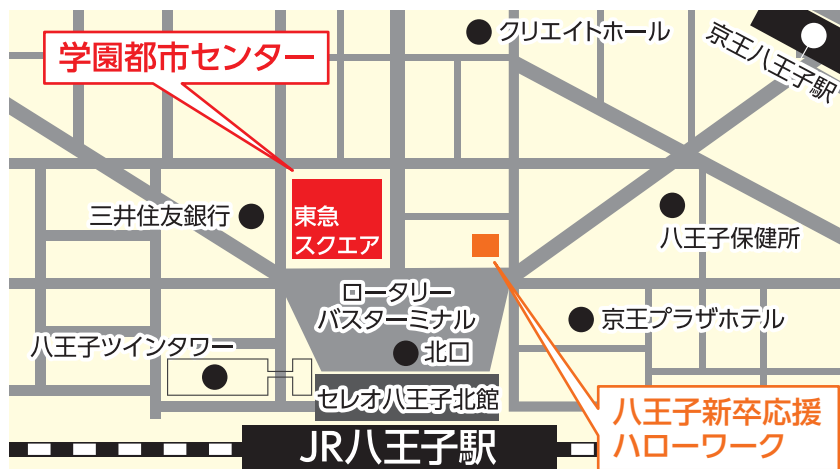 クリエイトホール
京王八王子駅
学園都市センター
三井住友銀行
東急
スクエア
八王子保健所
ロータリー
バスターミナル
北口
京王プラザホテル
八王子ツインタワー
セレオ八王子北館
八王子新卒応援
ハローワーク
JR八王子駅